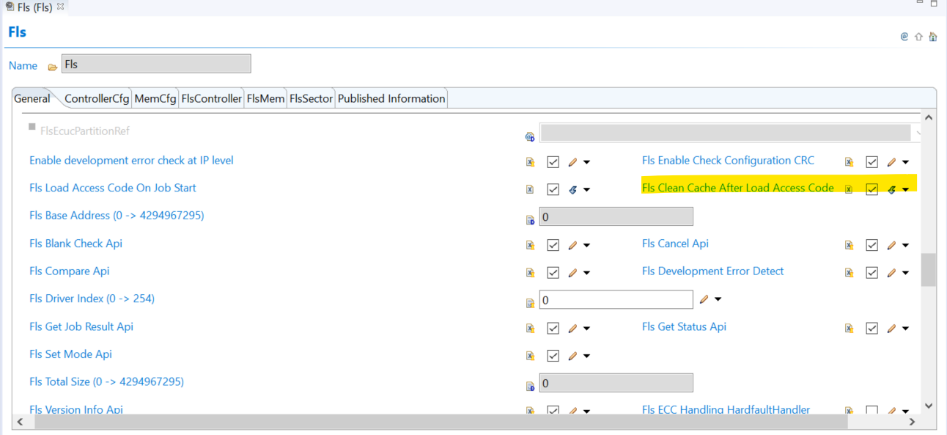 Fls (Fls)
Fls
Name Fls
General ControllerCfg MemCfg FlsController FlsMem FlsSector Published Information
FlsEcucPartitionRef
Enable development error check at IP level Fls Enable Check Configuration CRC
Fls Load Access Code On Job Start Fls Clean Cache After Load Access Code
Fls Base Address (0 -> 4294967295) 0
Fls Blank Check Api Fls Cancel Api
Fls Compare Api Fls Development Error Detect
Fls Driver Index (0 -> 254) 0
Fls Get Job Result Api Fls Get Status Api
Fls Set Mode Api
Fls Total Size (0 -> 4294967295) 0
Fls Version Info Api Fls ECC Handling HardfaultHandler